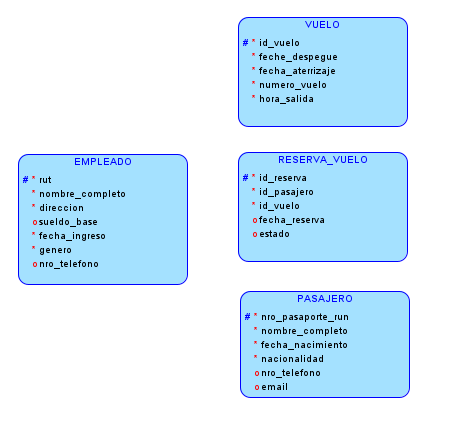 VUELO
# * id_vuelo
* feche_despegue
* fecha_aterrizaje
* numero_vuelo
* hora_salida
EMPLEADO
# * rut
* nombre_completo
* direccion
o sueldo_base
* fecha_ingreso
* genero
o nro_telefono
RESERVA_VUELO
# * id_reserva
* id_pasajero
* id_vuelo
o fecha_reserva
o estado
PASAJERO
# * nro_pasaporte_run
* nombre_completo
* fecha_nacimiento
* nacionalidad
o nro_telefono
o email